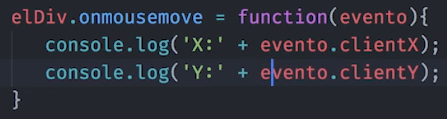 elDiv.onmousemove = function(evento){
console.log('X:' + evento.clientX);
console.log('Y:' + evento.clientY);
}